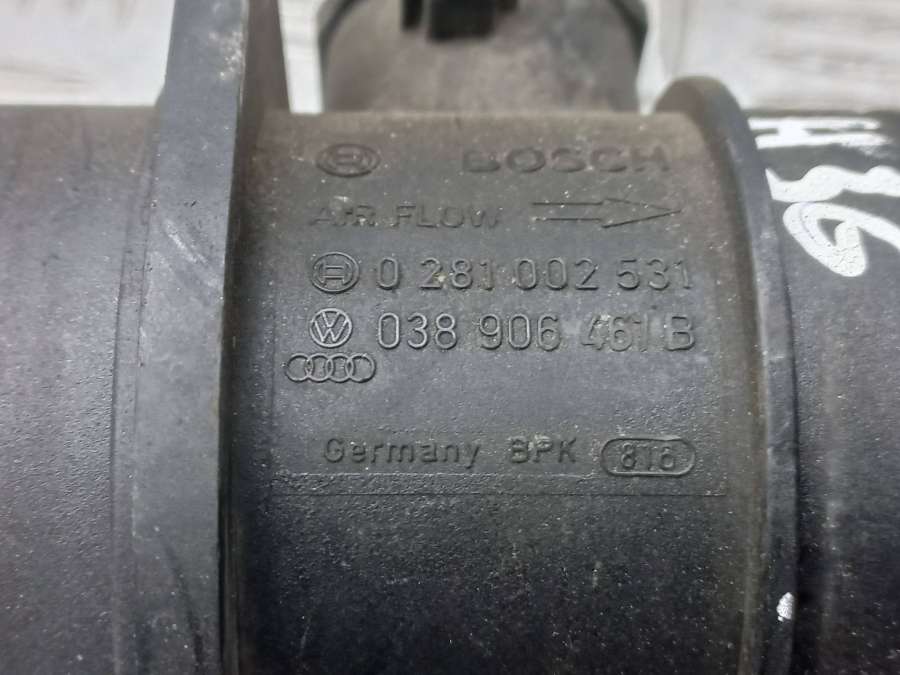 BOSCH
AIR FLOW
0 281 002 531
038 906 461 B
Germany BPK 816